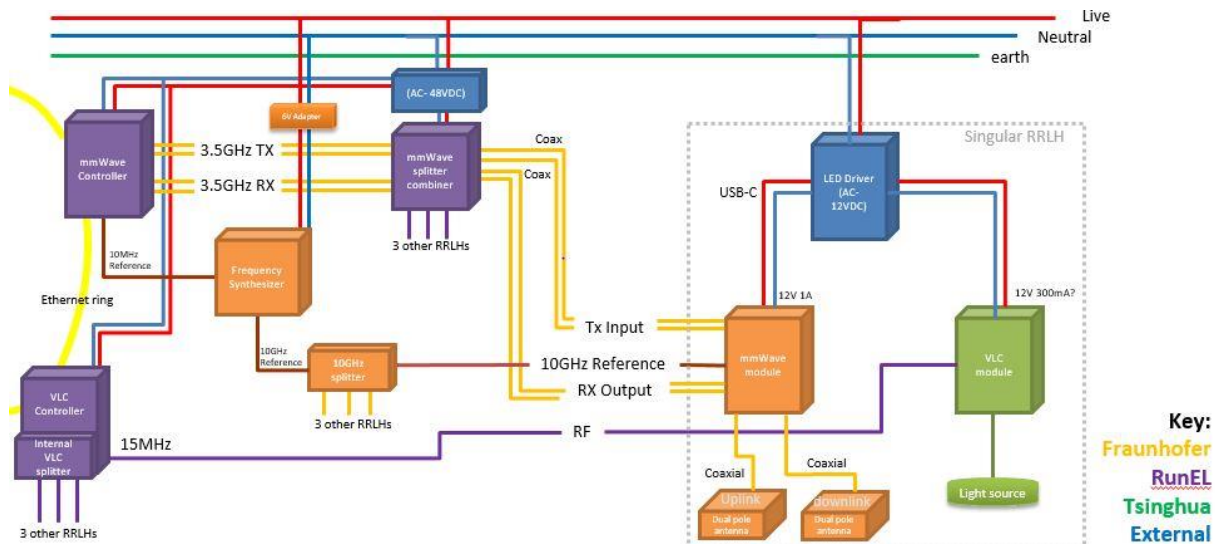 Live
Neutral
earth
(AC- 48VDC)
6V Adapter
mmWave
Controller
3.5GHz TX
3.5GHz RX
mmWave
splitter
combiner
Coax
Coax
3 other RRLHs
Singular RRLH
USB-C
LED Driver
(AC-
12VDC)
10MHz
Reference
Frequency
Synthesizer
Ethernet ring
12V 1A
12V 300mA?
Tx Input
10GHz Reference
RX Output
mmWave
module
VLC
module
10GHz
Reference
10GHz
splitter
3 other RRLHs
VLC
Controller
Internal
VLC
splitter
15MHz
RF
3 other RRLHs
Coaxial
Coaxial
Uplink
Dual pole
antenna
downlink
Dual pole
antenna
Light source
Key:
Fraunhofer
RunEL
Tsinghua
External